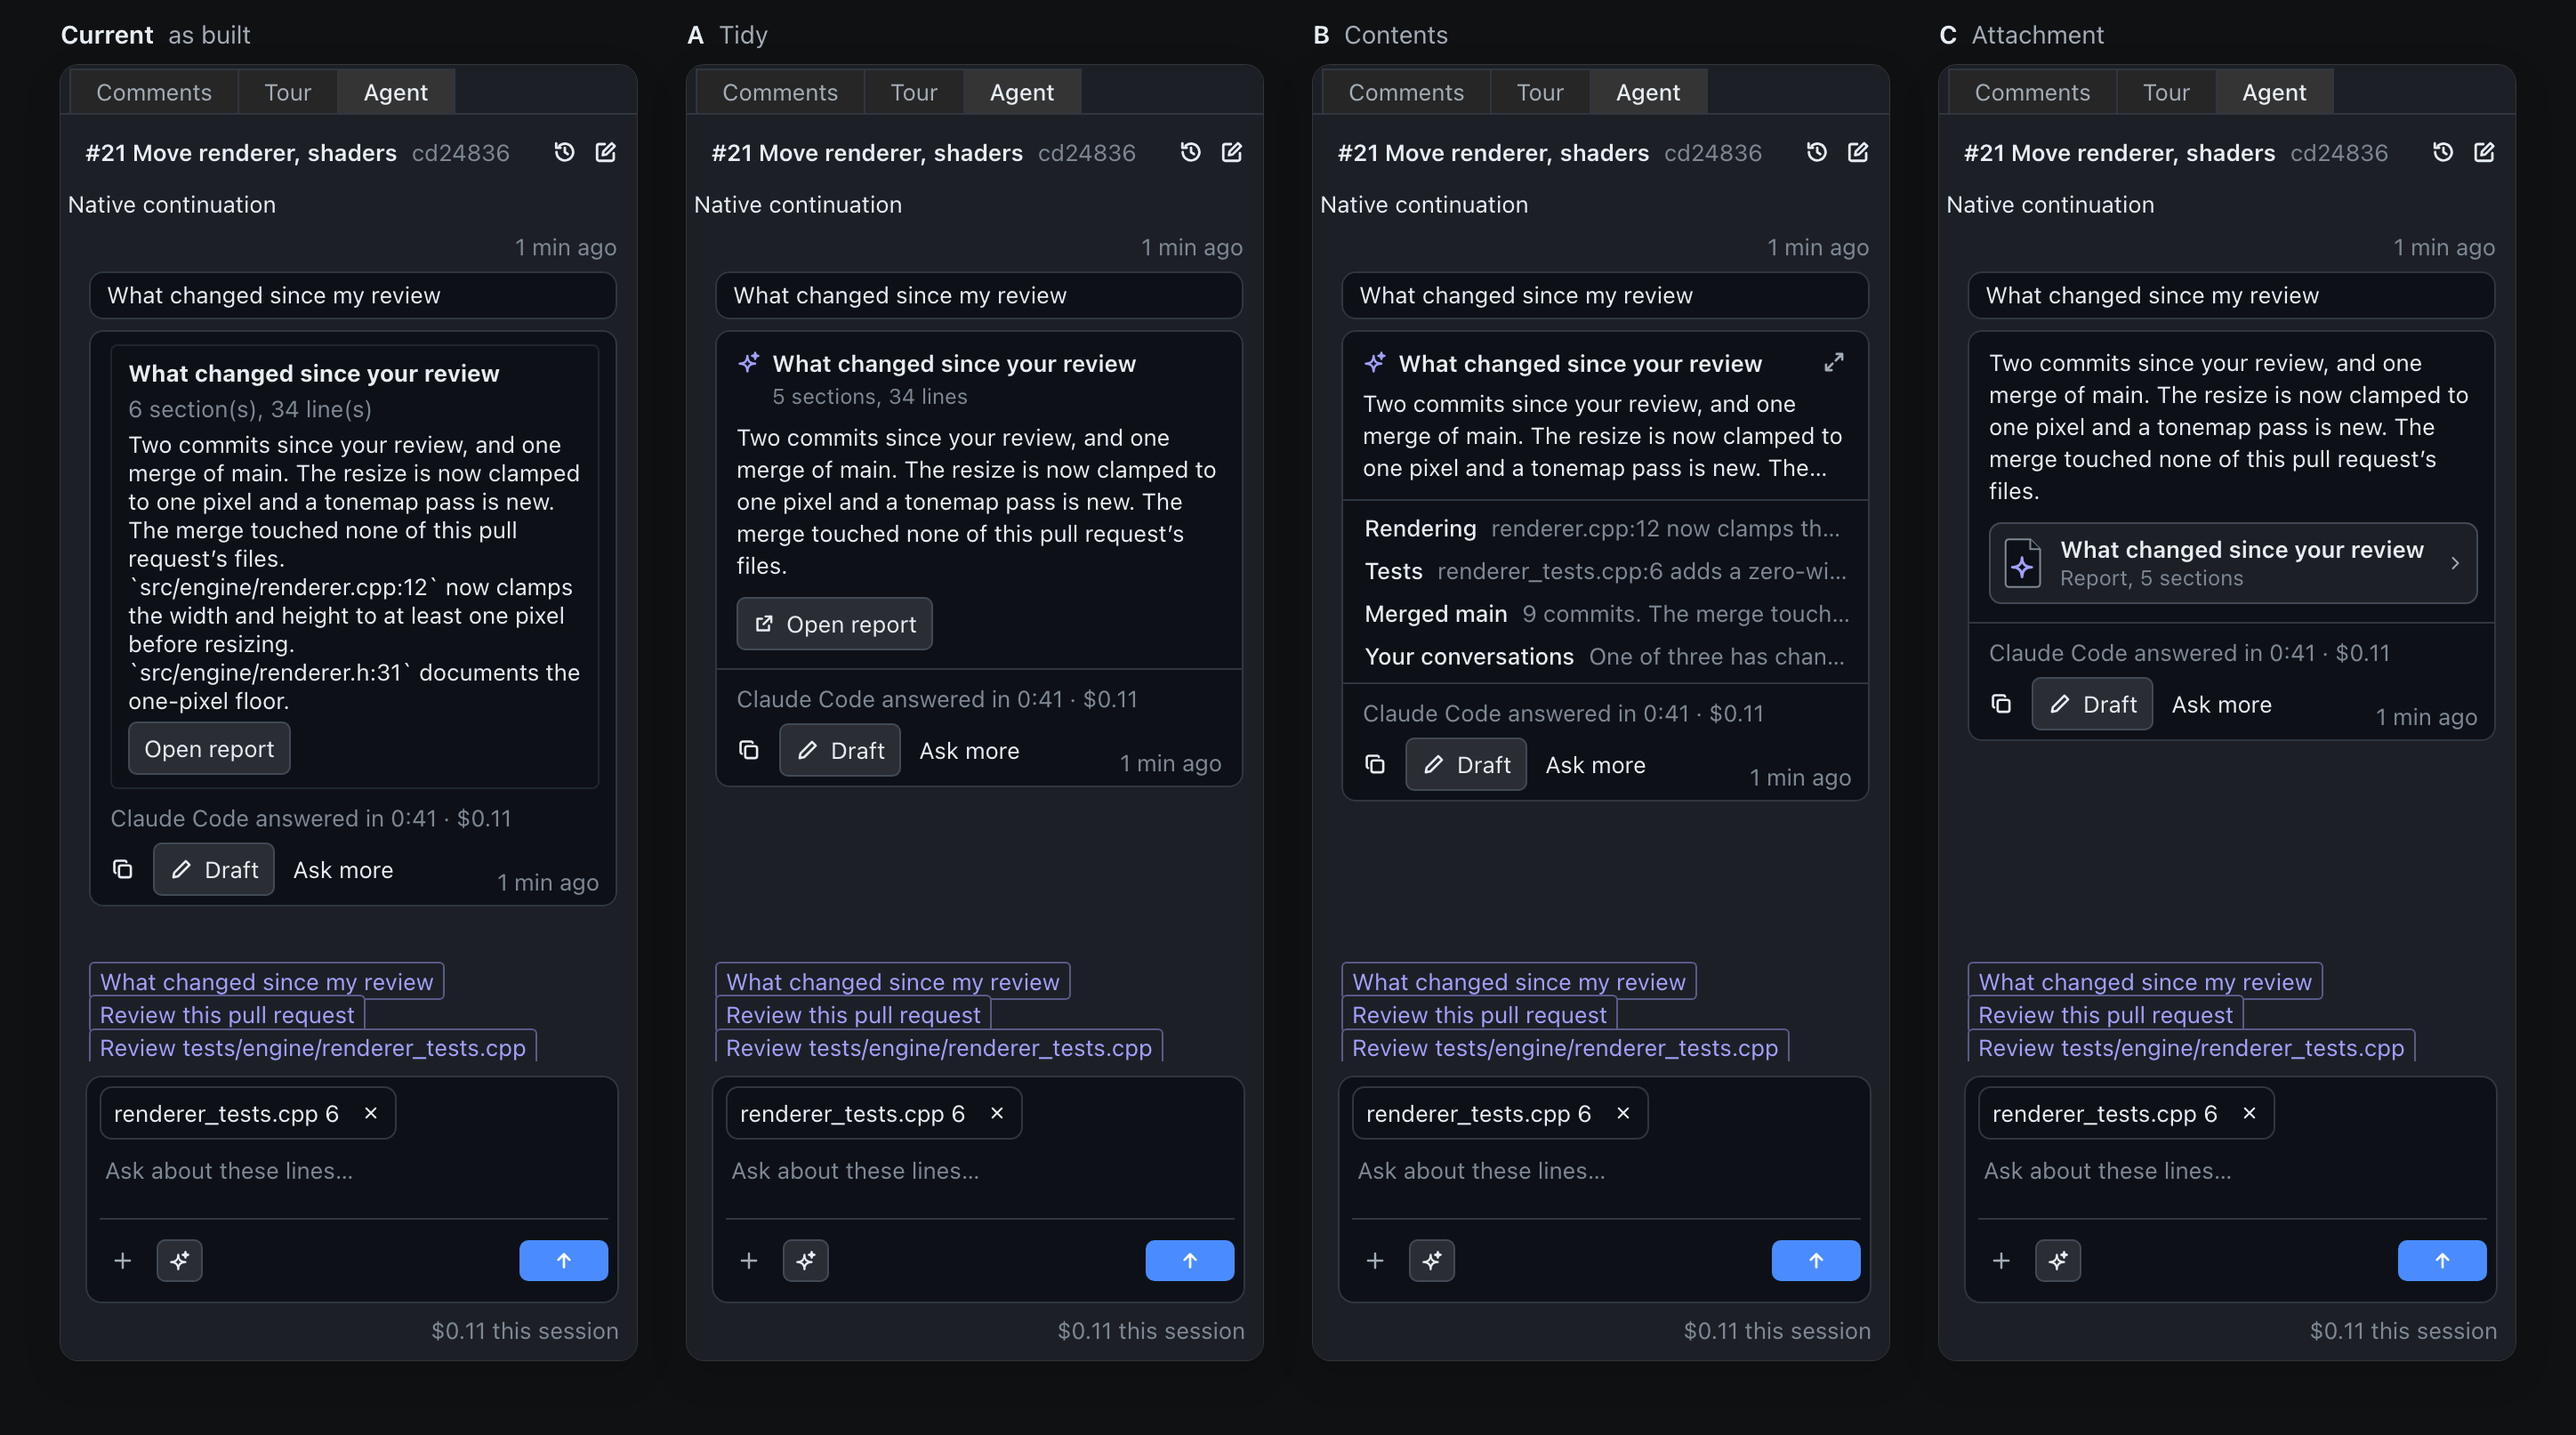 Current as built
Comments Tour Agent
#21 Move renderer, shaders cd24836
Native continuation
1 min ago
What changed since my review
What changed since your review
6 section(s), 34 line(s)
Two commits since your review, and one
merge of main. The resize is now clamped
to one pixel and a tonemap pass is new.
The merge touched none of this pull
request’s files.
`src/engine/renderer.cpp:12` now clamps
the width and height to at least one pixel
before resizing.
`src/engine/renderer.h:31` documents the
one-pixel floor.
Open report
Claude Code answered in 0:41 · $0.11
Draft Ask more 1 min ago
What changed since my review
Review this pull request
Review tests/engine/renderer_tests.cpp
renderer_tests.cpp 6 ×
Ask about these lines...
$0.11 this session
A Tidy
Comments Tour Agent
#21 Move renderer, shaders cd24836
Native continuation
1 min ago
What changed since my review
What changed since your review
5 sections, 34 lines
Two commits since your review, and one
merge of main. The resize is now clamped to
one pixel and a tonemap pass is new. The
merge touched none of this pull request’s
files.
Open report
Claude Code answered in 0:41 · $0.11
Draft Ask more 1 min ago
What changed since my review
Review this pull request
Review tests/engine/renderer_tests.cpp
renderer_tests.cpp 6 ×
Ask about these lines...
$0.11 this session
B Contents
Comments Tour Agent
#21 Move renderer, shaders cd24836
Native continuation
1 min ago
What changed since my review
What changed since your review
Two commits since your review, and one
merge of main. The resize is now clamped to
one pixel and a tonemap pass is new. The...
Rendering renderer.cpp:12 now clamps th...
Tests renderer_tests.cpp:6 adds a zero-wi...
Merged main 9 commits. The merge touch...
Your conversations One of three has chan...
Claude Code answered in 0:41 · $0.11
Draft Ask more 1 min ago
What changed since my review
Review this pull request
Review tests/engine/renderer_tests.cpp
renderer_tests.cpp 6 ×
Ask about these lines...
$0.11 this session
C Attachment
Comments Tour Agent
#21 Move renderer, shaders cd24836
Native continuation
1 min ago
What changed since my review
Two commits since your review, and one
merge of main. The resize is now clamped to
one pixel and a tonemap pass is new. The
merge touched none of this pull request’s
files.
What changed since your review
Report, 5 sections
Claude Code answered in 0:41 · $0.11
Draft Ask more 1 min ago
What changed since my review
Review this pull request
Review tests/engine/renderer_tests.cpp
renderer_tests.cpp 6 ×
Ask about these lines...
$0.11 this session